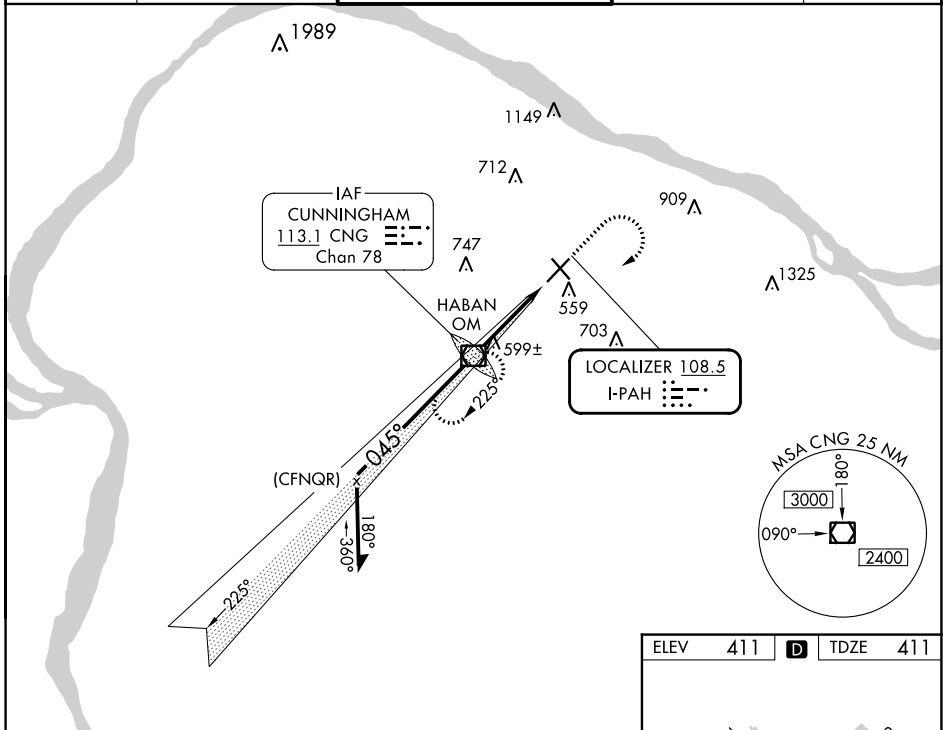 1989
1149
712
909
IAF
CUNNINGHAM
113.1 CNG
Chan 78
747
1325
HABAN
OM
559
599±
703
LOCALIZER 108.5
I-PAH
225°
045°
(CFNQR)
180°
360°
225°
MSA CNG 25 NM
180°
3000
090°
2400
ELEV 411 D TDZE 411